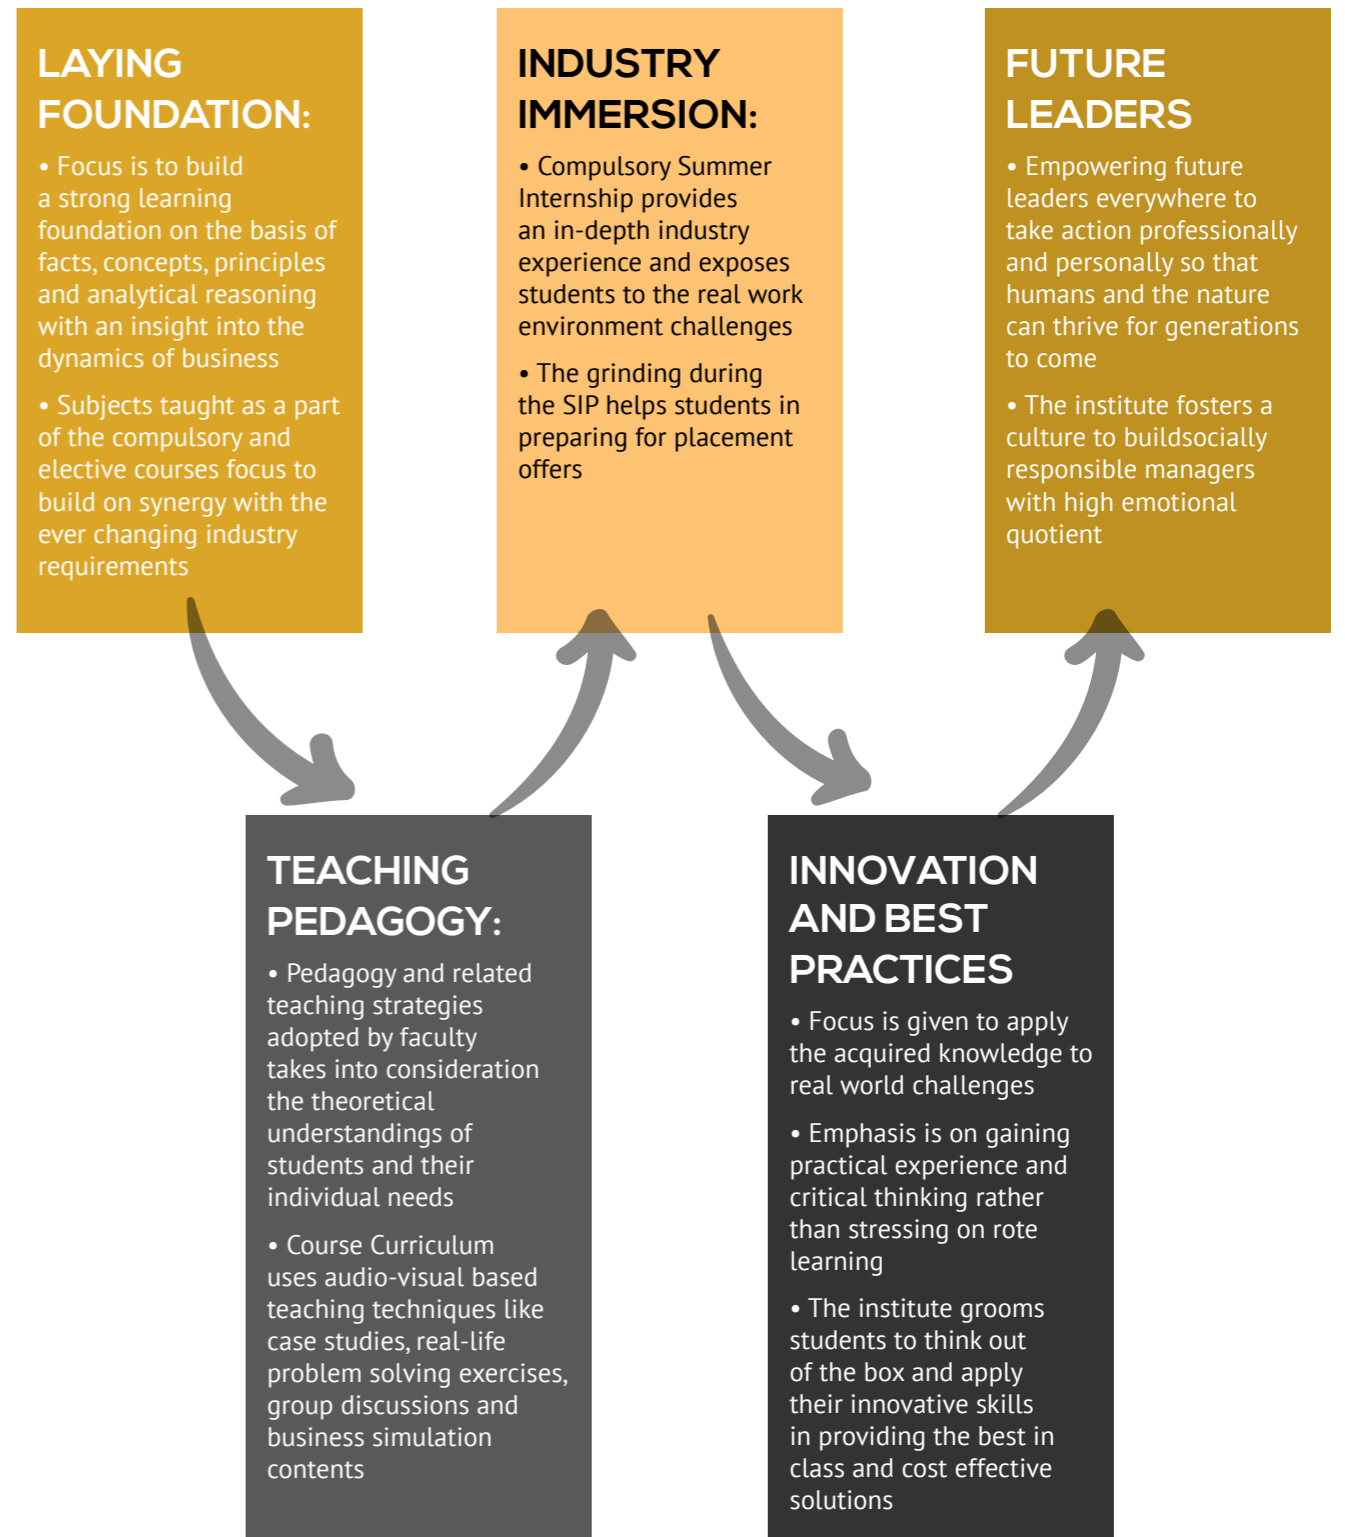 LAYING
FOUNDATION:
• Focus is to build
a strong learning
foundation on the basis of
facts, concepts, principles
and analytical reasoning
with an insight into the
dynamics of business
• Subjects taught as a part
of the compulsory and
elective courses focus to
build on synergy with the
ever changing industry
requirements
TEACHING
PEDAGOGY:
• Pedagogy and related
teaching strategies
adopted by faculty
takes into consideration
the theoretical
understandings of
students and their
individual needs
• Course Curriculum
uses audio-visual based
teaching techniques like
case studies, real-life
problem solving exercises,
group discussions and
business simulation
contents
INDUSTRY
IMMERSION:
• Compulsory Summer
Internship provides
an in-depth industry
experience and exposes
students to the real work
environment challenges
• The grinding during
the SIP helps students in
preparing for placement
offers
INNOVATION
AND BEST
PRACTICES
• Focus is given to apply
the acquired knowledge to
real world challenges
• Emphasis is on gaining
practical experience and
critical thinking rather
than stressing on rote
learning
• The institute grooms
students to think out
of the box and apply
their innovative skills
in providing the best in
class and cost effective
solutions
FUTURE
LEADERS
• Empowering future
leaders everywhere to
take action professionally
and personally so that
humans and the nature
can thrive for generations
to come
• The institute fosters a
culture to buildsocially
responsible managers
with high emotional
quotient